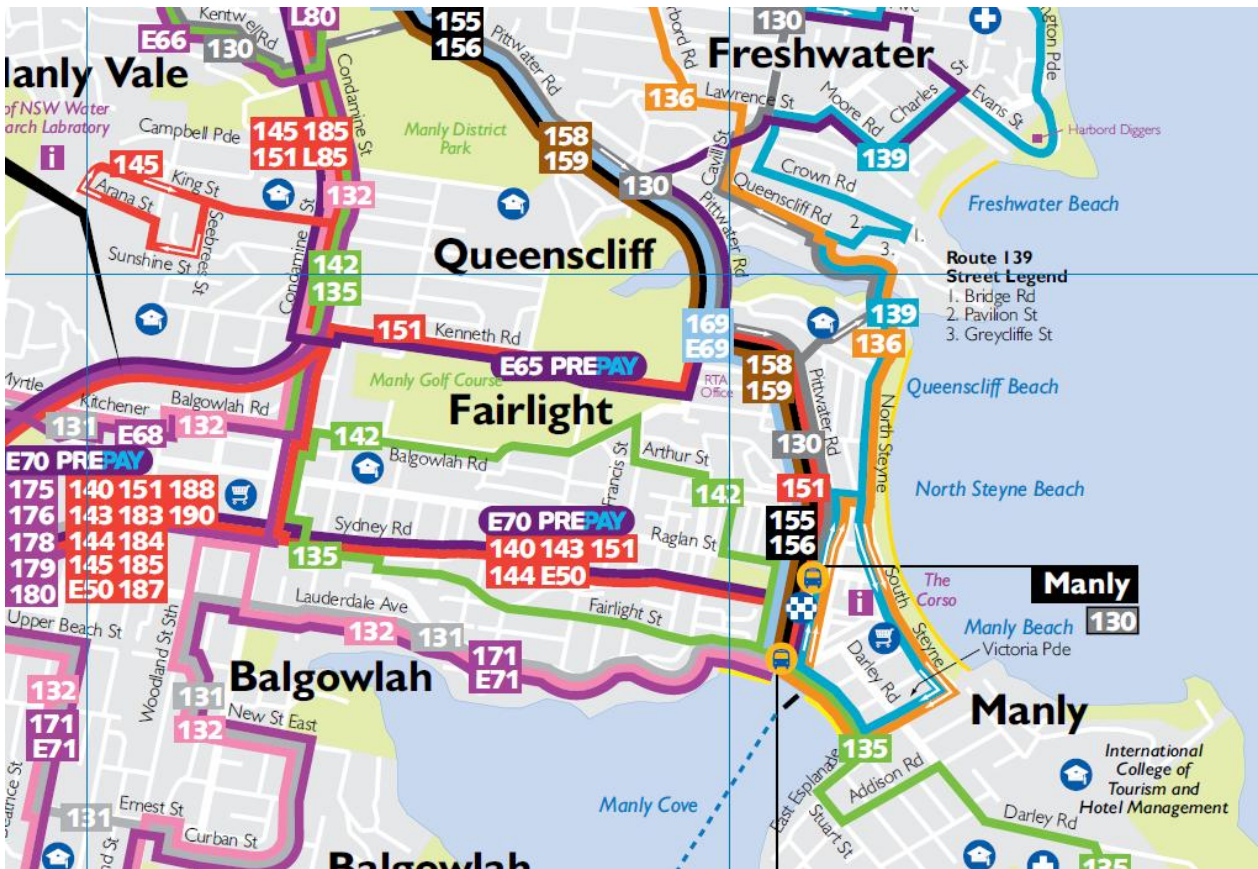 L80
155
156
130
Kentwel Rd
E66
130
Pittwater Rd
Freshwater
arbord Rd
ngton Pde
Manly Vale
of NSW Water
arch Labratory
i
Condamine St
136
Lawrence St
Moore Rd
Charles St
Evans St
Harbord Diggers
Campbell Pde
145 185
151 L85
Manly District
Park
158
159
139
145
King St
Arana St
132
130
Cavill St
Crown Rd
Queenscliff Rd
Freshwater Beach
Seebrees St
Sunshine St
Condamine St
Queenscliff
Pittwater Rd
2.
1.
3.
142
135
Route 139
Street Legend
1. Bridge Rd
2. Pavilion St
3. Greycliffe St
151
Kenneth Rd
169
E69
139
136
E65 PREPAY
158
159
RTA
Office
Manly Golf Course
Pittwater Rd
Queenscliff Beach
Myrtle
Kitchener
Balgowlah Rd
131
E68
132
Fairlight
North Steyne
142
Balgowlah Rd
Francis St
Arthur St
130
E70 PREPAY
175
176
178
179
180
140 151 188
143 183 190
144 184
145 185
E50 187
142
151
North Steyne Beach
Sydney Rd
E70 PREPAY
140 143 151
144 E50
Raglan St
155
156
135
Manly
130
The
Corso
i
South Steyne
Manly Beach
Victoria Pde
Lauderdale Ave
Fairlight St
132
131
171
E71
Upper Beach St
Woodland St Sth
Darley Rd
132
171
E71
Balgowlah
131
132
New St East
Manly
135
International
College of
Tourism and
Hotel Management
East Esplanade
Addison Rd
Stuart St
Darley Rd
Manly Cove
131
Ernest St
Curban St
Beatrice St
nd St
Balgowlah
135